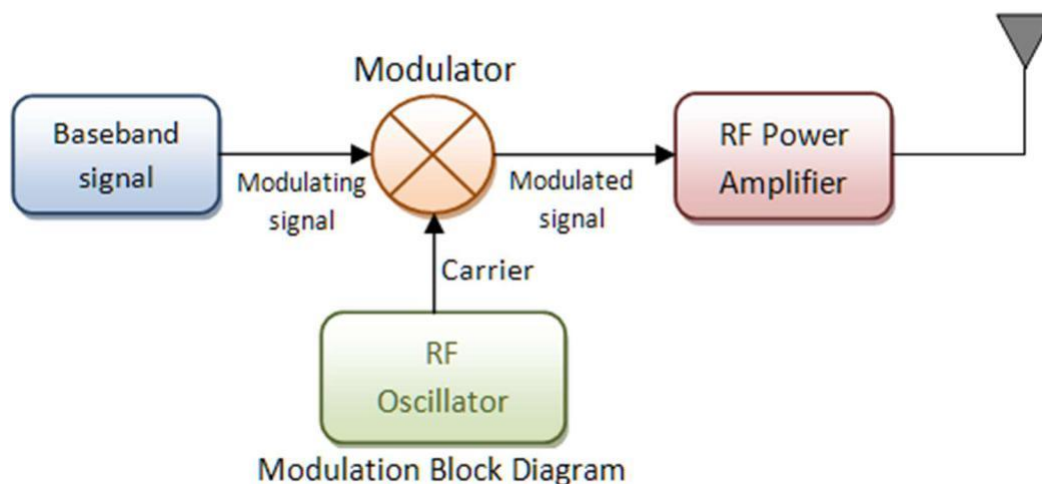 Modulator
Baseband
signal
Modulating
signal
Modulated
signal
RF Power
Amplifier
Carrier
RF
Oscillator
Modulation Block Diagram